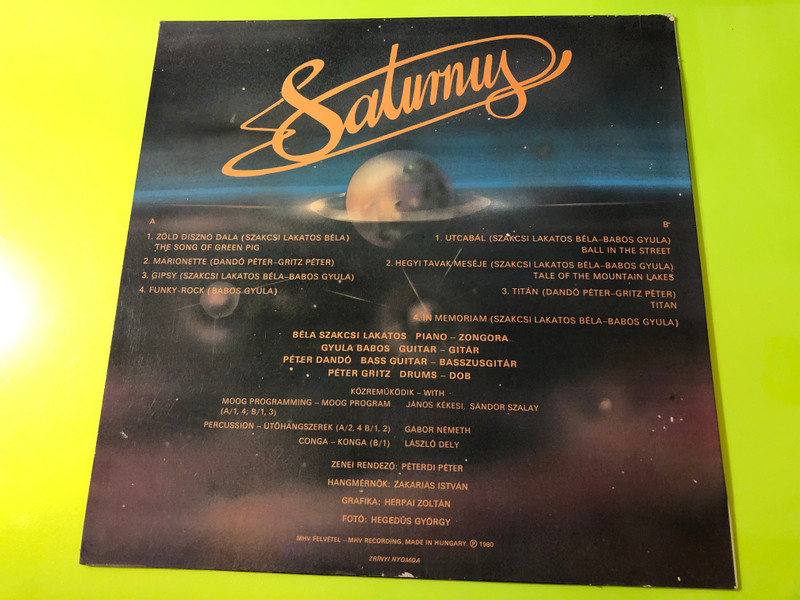 Saturnus
A
1. ZÖLD DISZNÓ DALA (SZAKCSI LAKATOS BÉLA)
THE SONG OF GREEN PIG
2. MARIONETTE (DANDÓ PÉTER–GRITZ PÉTER)
3. GIPSY (SZAKCSI LAKATOS BÉLA–BABOS GYULA)
4. FUNKY-ROCK (BABOS GYULA)
B
1. UTCABÁL (SZAKCSI LAKATOS BÉLA–BABOS GYULA)
BALL IN THE STREET
2. HEGYI TAVAK MESÉJE (SZAKCSI LAKATOS BÉLA–BABOS GYULA)
TALE OF THE MOUNTAIN LAKES
3. TITÁN (DANDÓ PÉTER–GRITZ PÉTER)
TITAN
4. IN MEMORIAM (SZAKCSI LAKATOS BÉLA–BABOS GYULA)
BÉLA SZAKCSI LAKATOS PIANO – ZONGORA
GYULA BABOS GUITAR – GITÁR
PÉTER DANDÓ BASS GUITAR – BASSZUSGITÁR
PÉTER GRITZ DRUMS – DOB
KÖZREMŰKÖDIK – WITH
MOOG PROGRAMMING – MOOG PROGRAM JÁNOS KÉKESI, SÁNDOR SZALAY
(A/1, 4; B/1, 3)
PERCUSSION – ÜTŐHANGSZEREK (A/2, 4 B/1, 2) GÁBOR NÉMETH
CONGA – KONGA (B/1) LÁSZLÓ DELY
ZENEI RENDEZŐ: PÉTERDI PÉTER
HANGMÉRNÖK: ZAKARIÁS ISTVÁN
GRAFIKA: HERPAI ZOLTÁN
FOTÓ: HEGEDŰS GYÖRGY
MHV FELVÉTEL – MHV RECORDING. MADE IN HUNGARY. ℗ 1980
ZRÍNYI NYOMDA